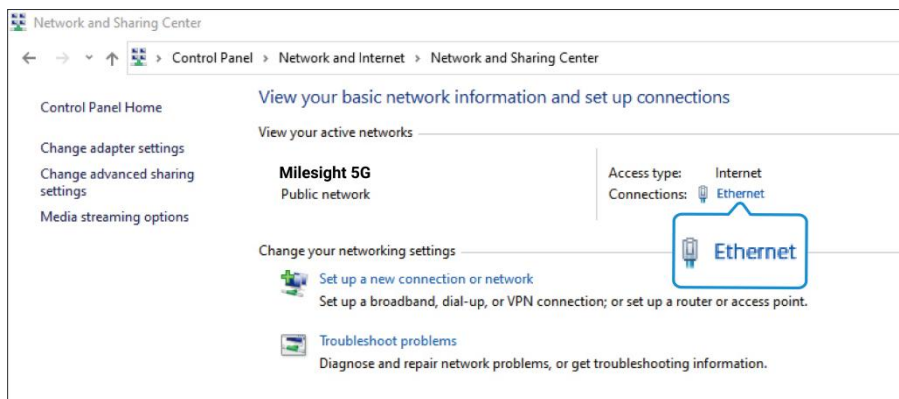 Network and Sharing Center
Control Panel > Network and Internet > Network and Sharing Center
Control Panel Home
Change adapter settings
Change advanced sharing
settings
Media streaming options
View your basic network information and set up connections
View your active networks
Milesight 5G
Public network
Access type: Internet
Connections: Ethernet
Ethernet
Change your networking settings
Set up a new connection or network
Set up a broadband, dial-up, or VPN connection; or set up a router or access point.
Troubleshoot problems
Diagnose and repair network problems, or get troubleshooting information.